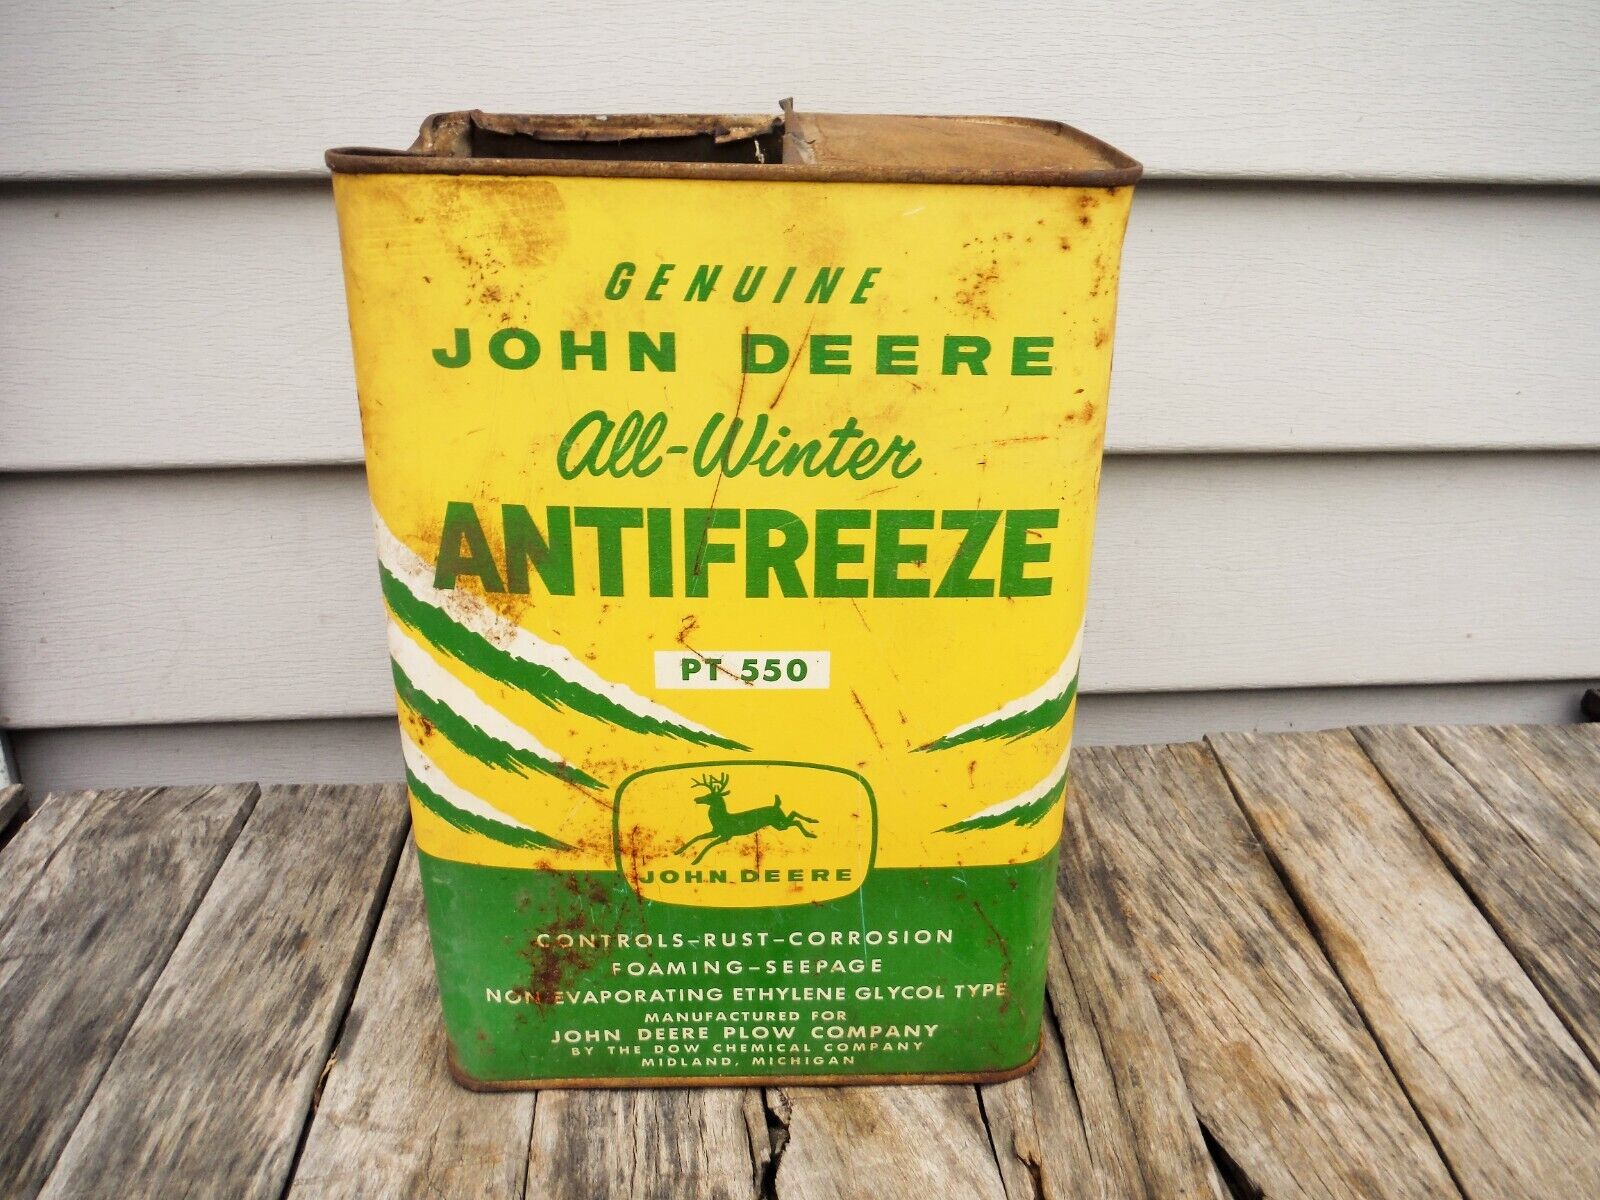 GENUINE
JOHN DEERE
All-Winter
ANTIFREEZE
PT 550
JOHN DEERE
CONTROLS-RUST-CORROSION
FOAMING-SEEPAGE
NON EVAPORATING ETHYLENE GLYCOL TYPE
MANUFACTURED FOR
JOHN DEERE PLOW COMPANY
BY THE DOW CHEMICAL COMPANY
MIDLAND, MICHIGAN